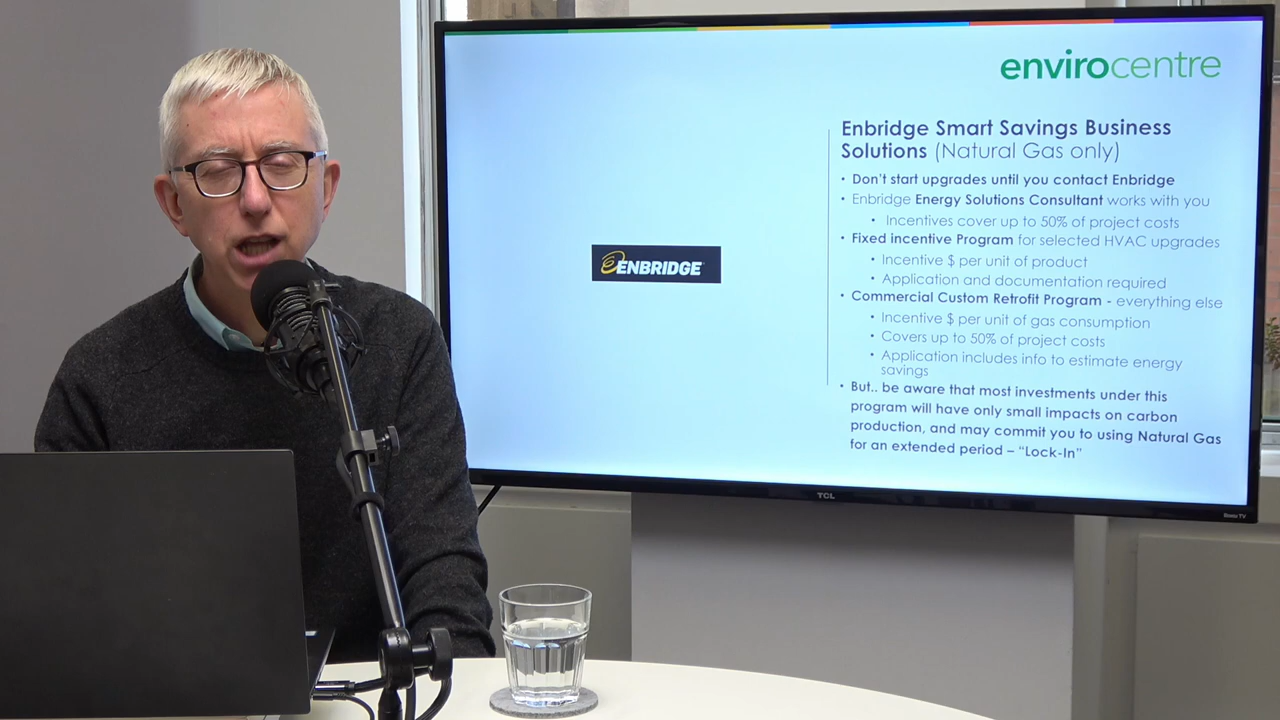 envirocentre
Enbridge Smart Savings Business
Solutions (Natural Gas only)
• Don't start upgrades until you contact Enbridge
• Enbridge Energy Solutions Consultant works with you
• Incentives cover up to 50% of project costs
• Fixed incentive Program for selected HVAC upgrades
• Incentive $ per unit of product
• Application and documentation required
• Commercial Custom Retrofit Program - everything else
• Incentive $ per unit of gas consumption
• Covers up to 50% of project costs
• Application includes info to estimate energy
savings
• But.. be aware that most investments under this
program will have only small impacts on carbon
production, and may commit you to using Natural Gas
for an extended period – “Lock-In”
ENBRIDGE
TCL
Roku TV